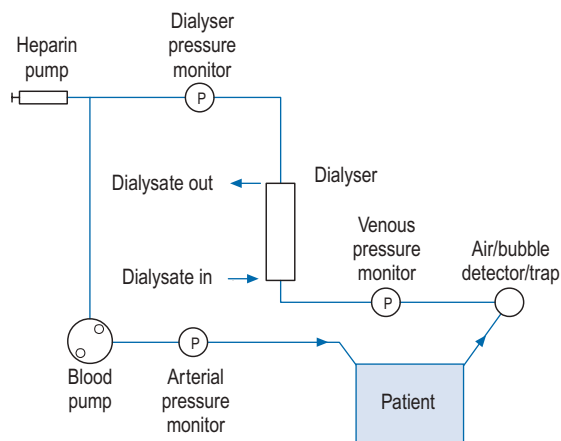 Dialyser
pressure
monitor
Heparin
pump
P
Dialysate out
Dialyser
Venous
pressure
monitor
Air/bubble
detector/trap
Dialysate in
P
P
Blood
pump
Arterial
pressure
monitor
Patient